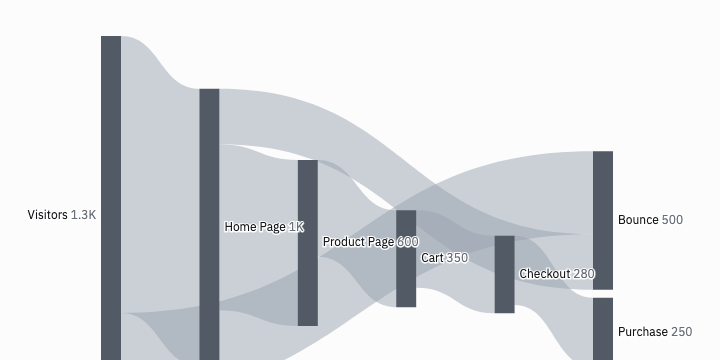 Visitors 1.3K
Home Page 1K
Product Page 600
Cart 350
Checkout 280
Bounce 500
Purchase 250